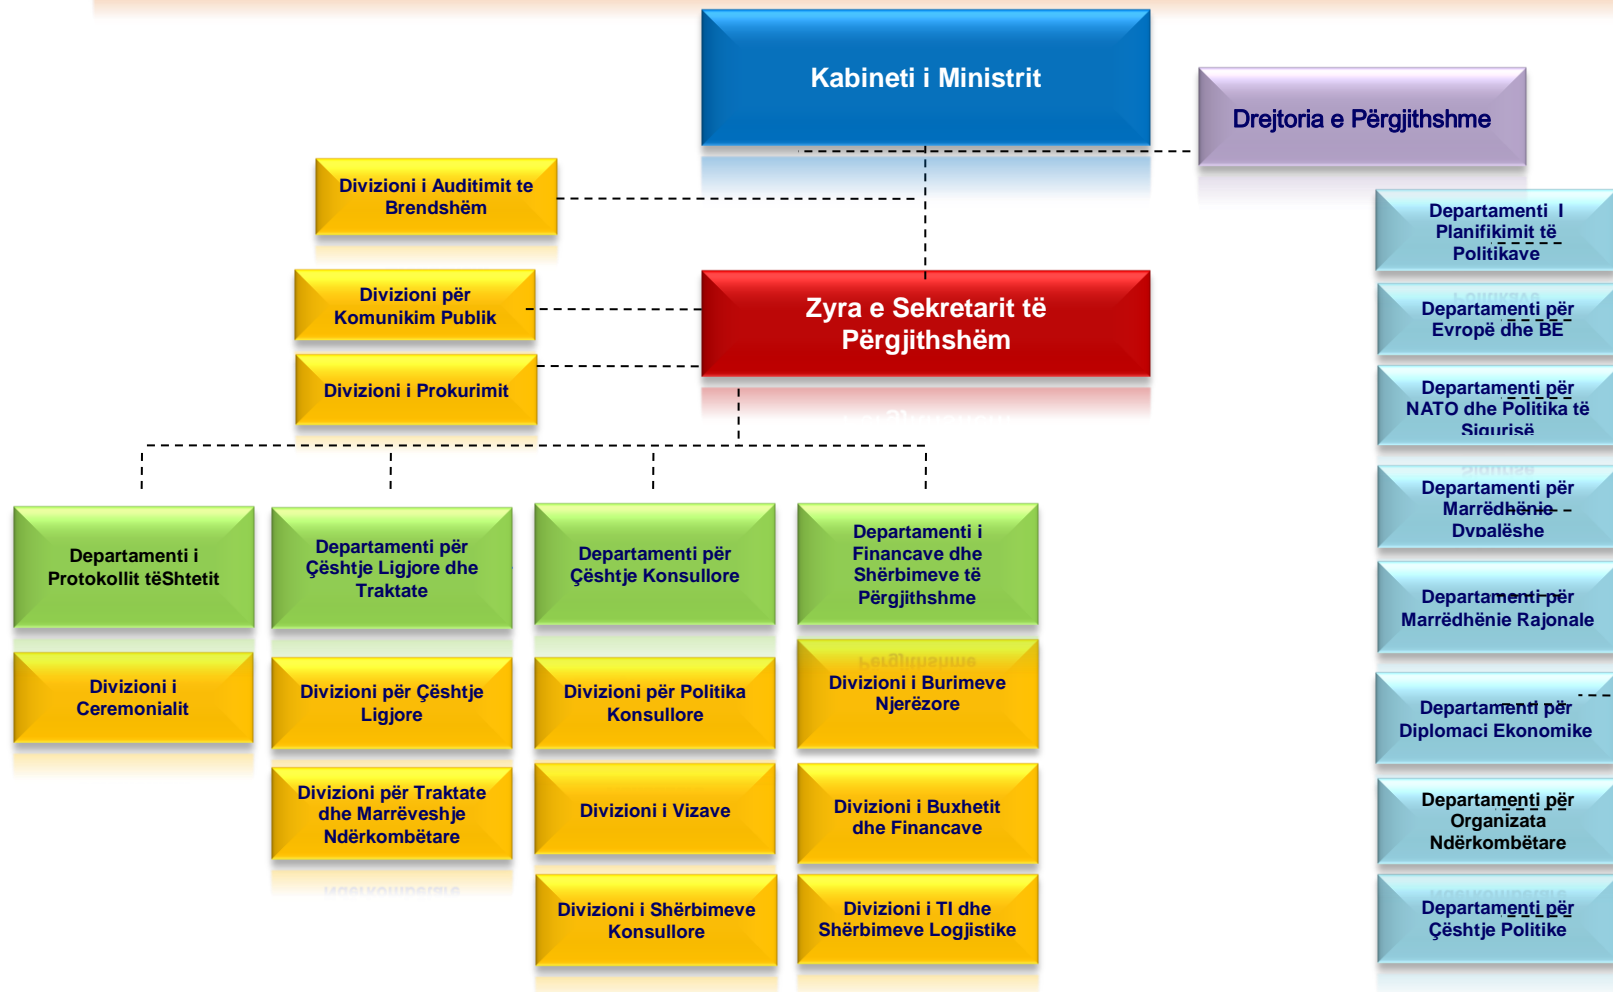 Kabineti i Ministrit
Drejtoria e Përgjithshme
Divizioni i Auditimit te
Brendshëm
Divizioni për
Komunikim Publik
Divizioni i Prokurimit
Zyra e Sekretarit të
Përgjithshëm
Departamenti i
Protokollit tëShtetit
Departamenti për
Çështje Ligjore dhe
Traktate
Departamenti për
Çështje Konsullore
Departamenti i
Financave dhe
Shërbimeve të
Përgjithshme
Divizioni i
Ceremonialit
Divizioni për Çështje
Ligjore
Divizioni për Traktate
dhe Marrëveshje
Ndërkombëtare
Divizioni për Politika
Konsullore
Divizioni i Vizave
Divizioni i Shërbimeve
Konsullore
Divizioni i Burimeve
Njerëzore
Divizioni i Buxhetit
dhe Financave
Divizioni i TI dhe
Shërbimeve Logjistike
Departamenti I
Planifikimit të
Politikave
Departamenti për
Evropë dhe BE
Departamenti për
NATO dhe Politika të
Sigurisë
Departamenti për
Marrëdhënie
Dypalëshe
Departamenti për
Marrëdhënie Rajonale
Departamenti për
Diplomaci Ekonomike
Departamenti për
Organizata
Ndërkombëtare
Departamenti për
Çështje Politike